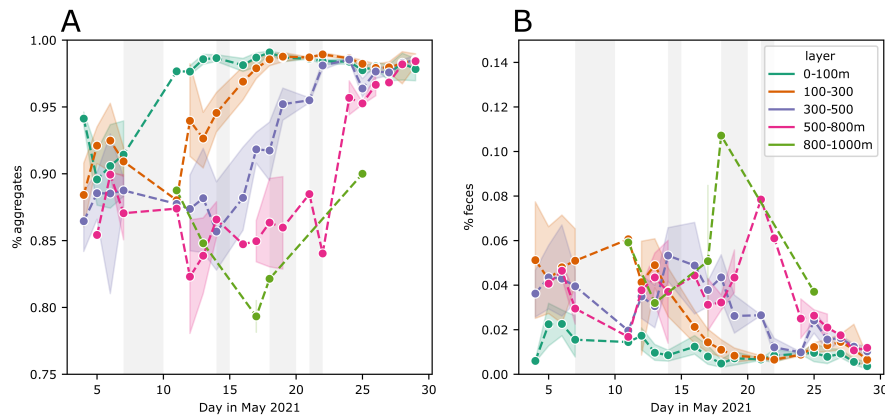 A
B
1.00
0.95
0.90
0.85
0.80
0.75
% aggregates
5
10
15
20
25
30
Day in May 2021
0.14
0.12
0.10
0.08
0.06
0.04
0.02
0.00
% feces
layer
0-100m
100-300
300-500
500-800m
800-1000m
5
10
15
20
25
30
Day in May 2021